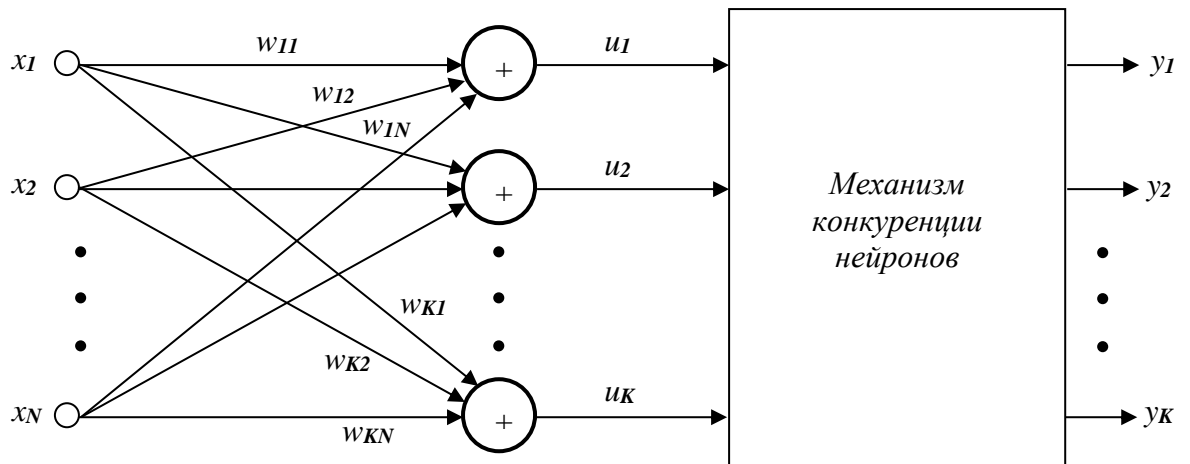 x1 w11 + u1 y1
w12
w1N
x2 + u2 y2
Механизм
конкуренции
нейронов
wK1
wK2
xN wKN + uK yK